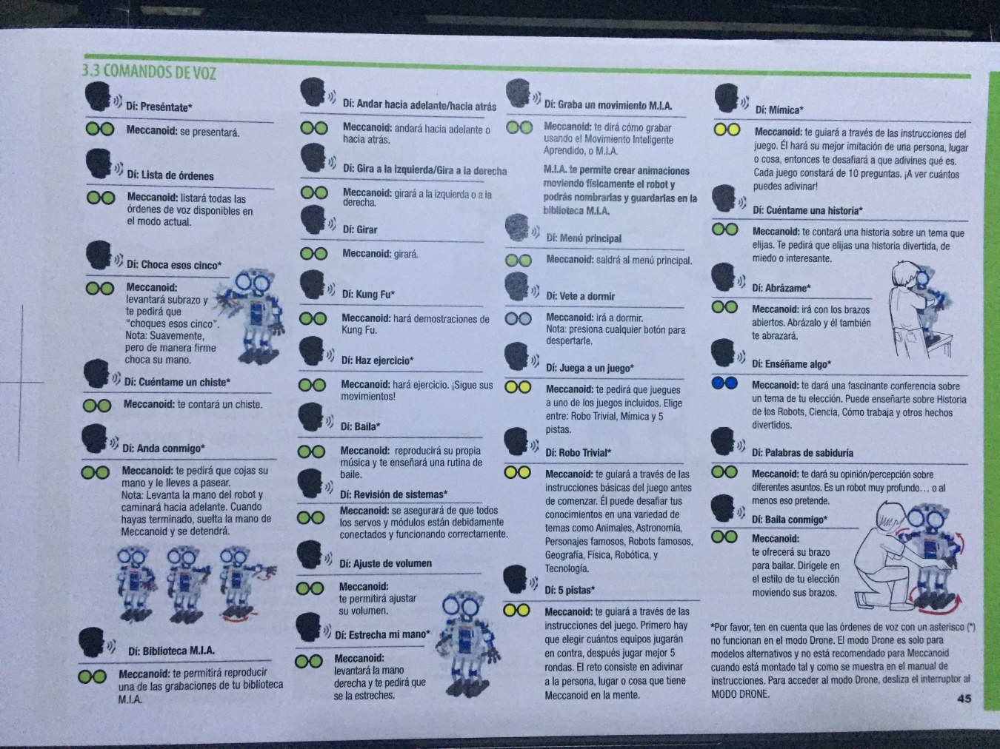 3.3 COMANDOS DE VOZ
Dí: Preséntate*
Meccanoid: se presentará.
Dí: Lista de órdenes
Meccanoid: listará todas las
órdenes de voz disponibles en
el modo actual.
Dí: Choca esos cinco*
Meccanoid:
levantará subrazo y
te pedirá que
“choques esos cinco”.
Nota: Suavemente,
pero de manera firme
choca su mano.
Dí: Cuéntame un chiste*
Meccanoid: te contará un chiste.
Dí: Anda conmigo*
Meccanoid: te pedirá que cojas su
mano y le lleves a pasear.
Nota: Levanta la mano del robot y
caminará hacia adelante. Cuando
hayas terminado, suelta la mano de
Meccanoid y se detendrá.
Dí: Biblioteca M.I.A.
Meccanoid: te permitirá reproducir
una de las grabaciones de tu biblioteca
M.I.A.
Dí: Andar hacia adelante/hacia atrás
Meccanoid: andará hacia adelante o
hacia atrás.
Dí: Gira a la izquierda/Gira a la derecha
Meccanoid: girará a la izquierda o a la
derecha.
Dí: Girar
Meccanoid: girará.
Dí: Kung Fu*
Meccanoid: hará demostraciones de
Kung Fu.
Dí: Haz ejercicio*
Meccanoid: hará ejercicio. ¡Sigue sus
movimientos!
Dí: Baila*
Meccanoid: reproducirá su propia
música y te enseñará una rutina de
baile.
Dí: Revisión de sistemas*
Meccanoid: se asegurará de que todos
los servos y módulos están debidamente
conectados y funcionando correctamente.
Dí: Ajuste de volumen
Meccanoid:
te permitirá ajustar
su volumen.
Dí: Estrecha mi mano*
Meccanoid:
levantará la mano
derecha y te pedirá que
se la estreches.
Dí: Graba un movimiento M.I.A.
Meccanoid: te dirá cómo grabar
usando el Movimiento Inteligente
Aprendido, o M.I.A.
M.I.A. te permite crear animaciones
moviendo físicamente el robot y
podrás nombrarlas y guardarlas en la
biblioteca M.I.A.
Dí: Menú principal
Meccanoid: saldrá al menú principal.
Dí: Vete a dormir
Meccanoid: irá a dormir.
Nota: presiona cualquier botón para
despertarle.
Dí: Juega a un juego*
Meccanoid: te pedirá que juegues
a uno de los juegos incluidos. Elige
entre: Robo Trivial, Mímica y 5
pistas.
Dí: Robo Trivial*
Meccanoid: te guiará a través de las
instrucciones básicas del juego antes
de comenzar. Él puede desafiar tus
conocimientos en una variedad de
temas como Animales, Astronomía,
Personajes famosos, Robots famosos,
Geografía, Física, Robótica, y
Tecnología.
Dí: 5 pistas*
Meccanoid: te guiará a través de las
instrucciones del juego. Primero hay
que elegir cuántos equipos jugarán
en contra, después jugar mejor 5
rondas. El reto consiste en adivinar
a la persona, lugar o cosa que tiene
Meccanoid en la mente.
Dí: Mímica*
Meccanoid: te guiará a través de las instrucciones del
juego. Él hará su mejor imitación de una persona, lugar
o cosa, entonces te desafiará a que adivines qué es.
Cada juego constará de 10 preguntas. ¡A ver cuántos
puedes adivinar!
Dí: Cuéntame una historia*
Meccanoid: te contará una historia sobre un tema que
elijas. Te pedirá que elijas una historia divertida, de
miedo o interesante.
Dí: Abrázame*
Meccanoid: irá con los brazos
abiertos. Abrázalo y él también
te abrazará.
Dí: Enséñame algo*
Meccanoid: te dará una fascinante conferencia sobre
un tema de tu elección. Puede enseñarte sobre Historia
de los Robots, Ciencia, Cómo trabaja y otros hechos
divertidos.
Dí: Palabras de sabiduría
Meccanoid: te dará su opinión/percepción sobre
diferentes asuntos. Es un robot muy profundo… o al
menos eso pretende.
Dí: Baila conmigo*
Meccanoid:
te ofrecerá su brazo
para bailar. Dirígele en
el estilo de tu elección
moviendo sus brazos.
*Por favor, ten en cuenta que las órdenes de voz con un asterisco (*)
no funcionan en el modo Drone. El modo Drone es solo para
modelos alternativos y no está recomendado para Meccanoid
cuando está montado tal y como se muestra en el manual de
instrucciones. Para acceder al modo Drone, desliza el interruptor al
MODO DRONE.
45